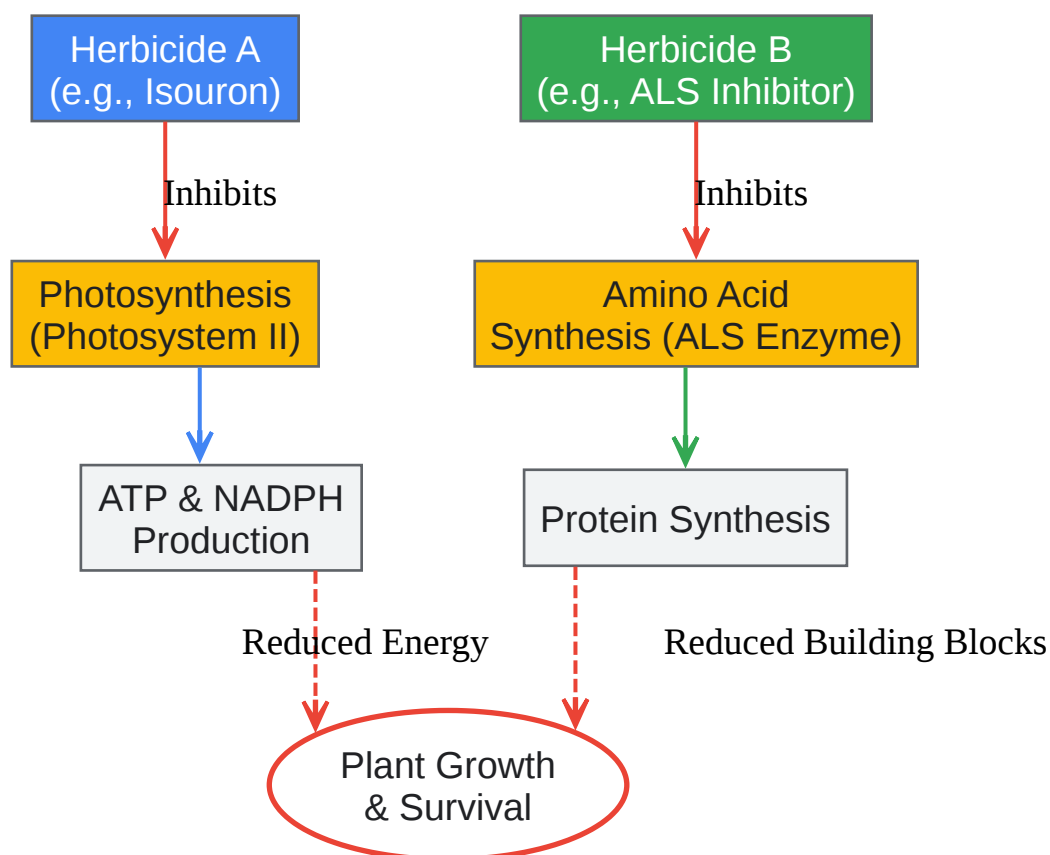 Herbicide A
(e.g., Isouron)
Herbicide B
(e.g., ALS Inhibitor)
Inhibits
Inhibits
Photosynthesis
(Photosystem II)
Amino Acid
Synthesis (ALS Enzyme)
ATP & NADPH
Production
Protein Synthesis
Reduced Energy
Reduced Building Blocks
Plant Growth
& Survival